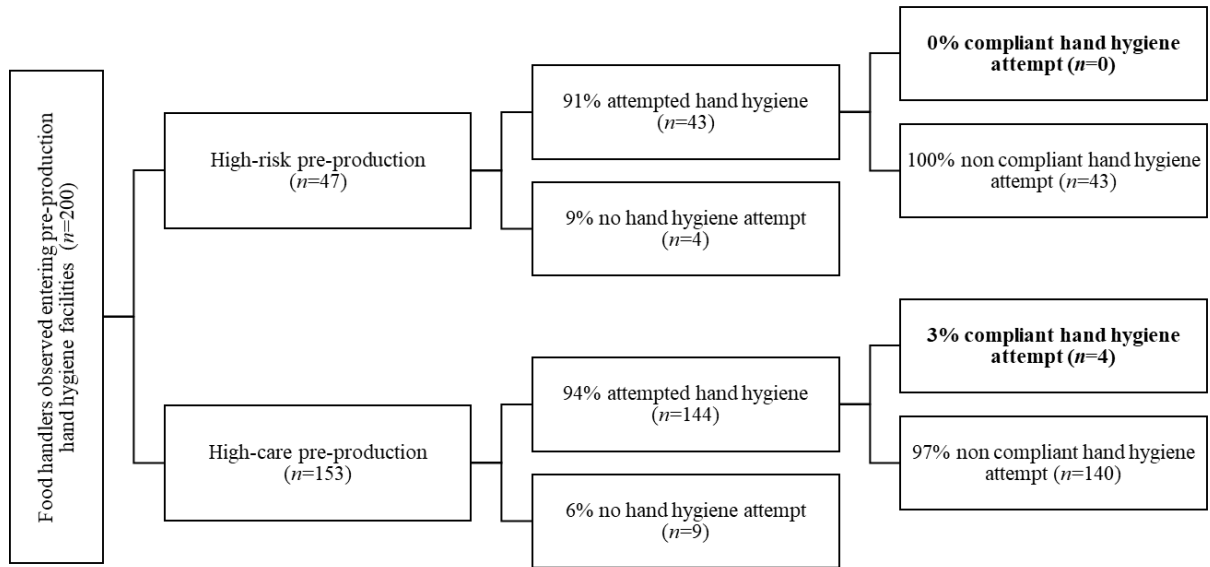 Food handlers observed entering pre-production
hand hygiene facilities (n=200)
High-risk pre-production
(n=47)
91% attempted hand hygiene
(n=43)
0% compliant hand hygiene
attempt (n=0)
100% non compliant hand hygiene
attempt (n=43)
9% no hand hygiene attempt
(n=4)
High-care pre-production
(n=153)
94% attempted hand hygiene
(n=144)
3% compliant hand hygiene
attempt (n=4)
97% non compliant hand hygiene
attempt (n=140)
6% no hand hygiene attempt
(n=9)